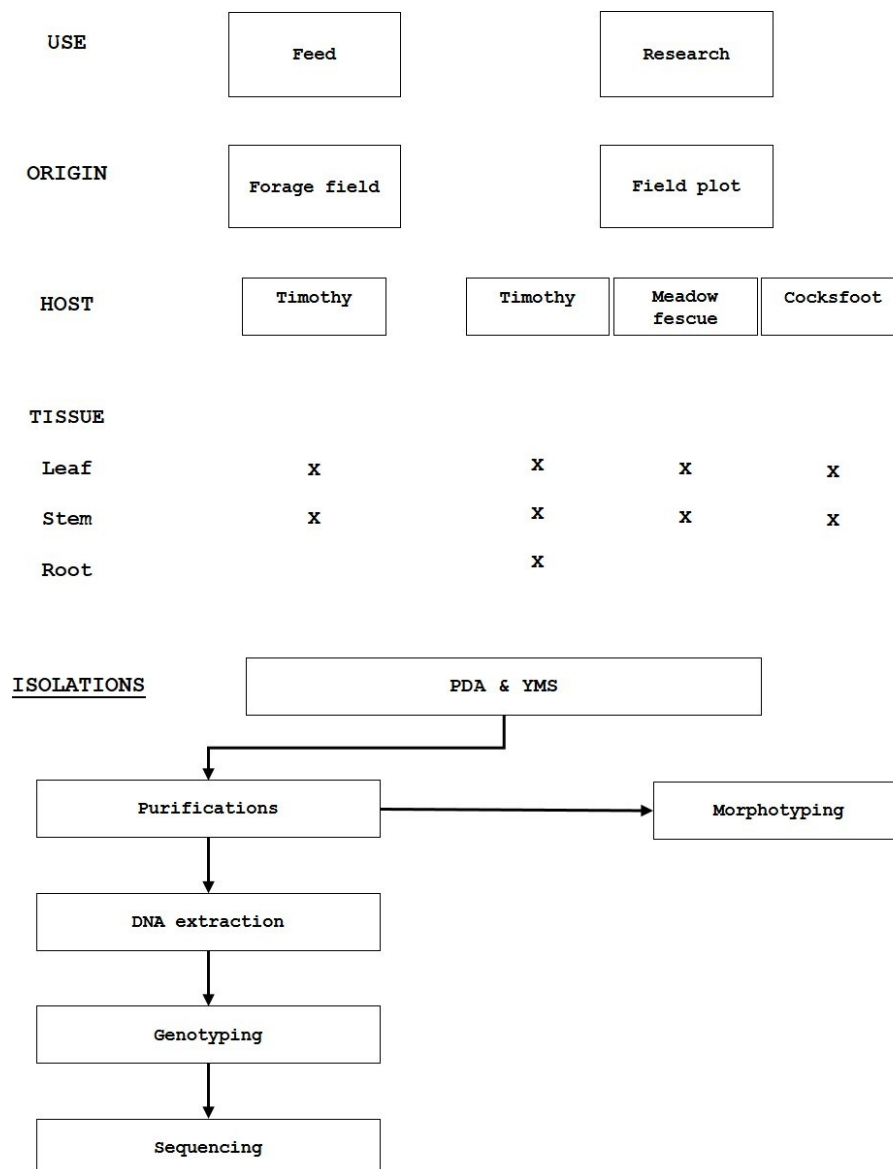 USE
Feed
Research
ORIGIN
Forage field
Field plot
HOST
Timothy
Timothy
Meadow
fescue
Cocksfoot
TISSUE
Leaf
x
x
x
x
Stem
x
x
x
x
Root
x
ISOLATIONS
PDA & YMS
Purifications
Morphotyping
DNA extraction
Genotyping
Sequencing